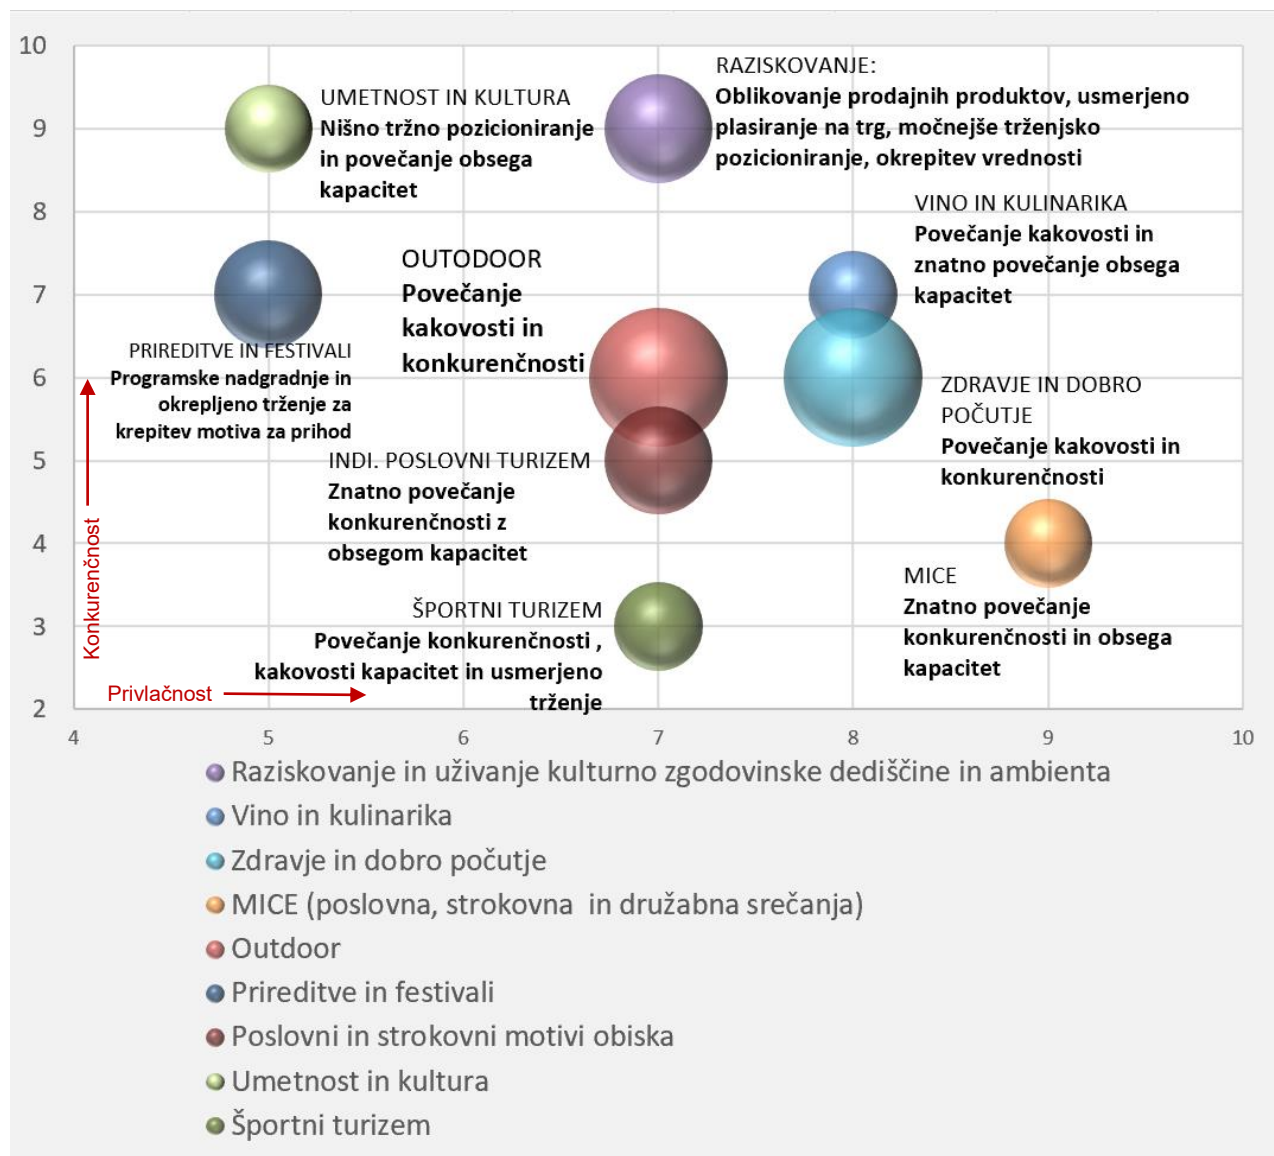 10
9
8
7
6
5
4
3
2
UMETNOST IN KULTURA
Nišno tržno pozicioniranje
in povečanje obsega
kapacitet
RAZISKOVANJE:
Oblikovanje prodajnih produktov, usmerjeno
plasiranje na trg, močnejše trženjsko
pozicioniranje, okrepitev vrednosti
VINO IN KULINARIKA
Povečanje kakovosti in
znatno povečanje obsega
kapacitet
OUTODOOR
Povečanje
kakovosti in
konkurenčnosti
PRIREDITVE IN FESTIVALI
Programske nadgradnje in
okrepljeno trženje za
krepitev motiva za prihod
ZDRAVJE IN DOBRO
POČUTJE
Povečanje kakovosti in
konkurenčnosti
INDI. POSLOVNI TURIZEM
Znatno povečanje
konkurenčnosti z
obsegom kapacitet
MICE
Znatno povečanje
konkurenčnosti in obsega
kapacitet
ŠPORTNI TURIZEM
Povečanje konkurenčnosti ,
kakovosti kapacitet in usmerjeno
trženje
Konkurenčnost
Privlačnost
4 5 6 7 8 9 10
Raziskovanje in uživanje kulturno zgodovinske dediščine in ambienta
Vino in kulinarika
Zdravje in dobro počutje
MICE (poslovna, strokovna  in družabna srečanja)
Outdoor
Prireditve in festivali
Poslovni in strokovni motivi obiska
Umetnost in kultura
Športni turizem